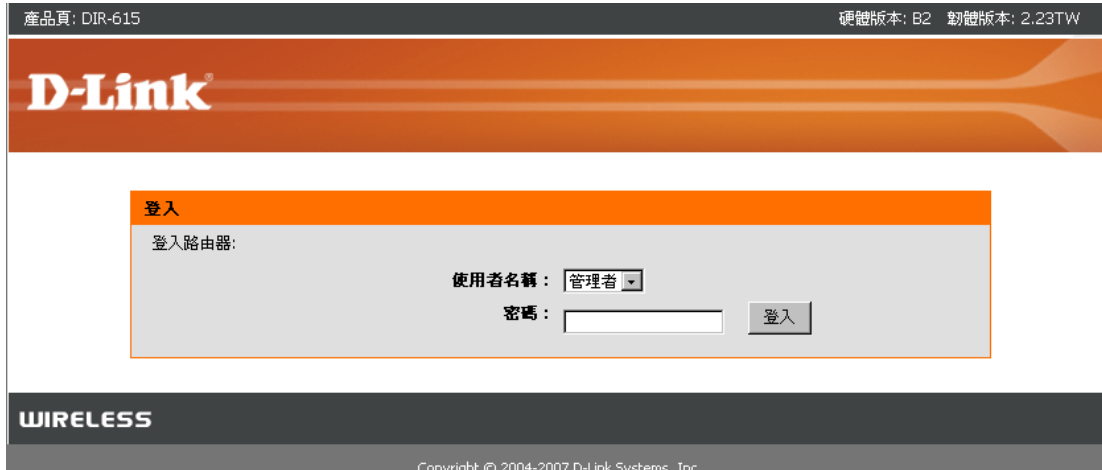 產品頁: DIR-615 硬體版本: B2 韌體版本: 2.23TW
D-Link®
登入
登入路由器:
使用者名稱： 管理者
密碼： 登入
WIRELESS
Copyright © 2004-2007 D-Link Systems, Inc.